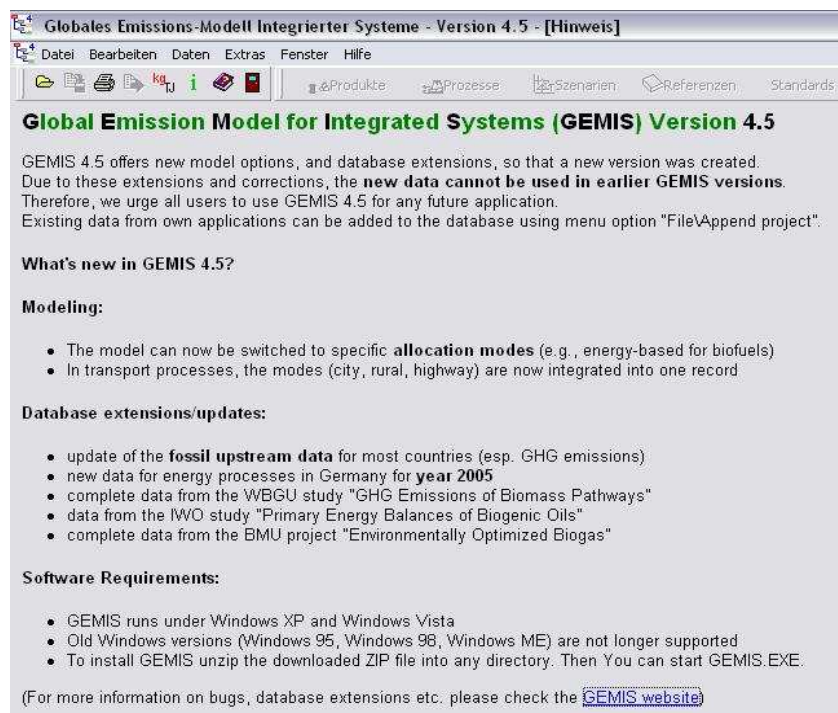 Globales Emissions-Modell Integrierter Systeme - Version 4.5 - [Hinweis]
Datei Bearbeiten Daten Extras Fenster Hilfe
kg TJ i Produkte Prozesse Szenarien Referenzen Standards
Global Emission Model for Integrated Systems (GEMIS) Version 4.5
GEMIS 4.5 offers new model options, and database extensions, so that a new version was created.
Due to these extensions and corrections, the new data cannot be used in earlier GEMIS versions.
Therefore, we urge all users to use GEMIS 4.5 for any future application.
Existing data from own applications can be added to the database using menu option "File\Append project".
What's new in GEMIS 4.5?
Modeling:
• The model can now be switched to specific allocation modes (e.g., energy-based for biofuels)
• In transport processes, the modes (city, rural, highway) are now integrated into one record
Database extensions/updates:
• update of the fossil upstream data for most countries (esp. GHG emissions)
• new data for energy processes in Germany for year 2005
• complete data from the WBGU study "GHG Emissions of Biomass Pathways"
• data from the IWO study "Primary Energy Balances of Biogenic Oils"
• complete data from the BMU project "Environmentally Optimized Biogas"
Software Requirements:
• GEMIS runs under Windows XP and Windows Vista
• Old Windows versions (Windows 95, Windows 98, Windows ME) are not longer supported
• To install GEMIS unzip the downloaded ZIP file into any directory. Then You can start GEMIS.EXE.
(For more information on bugs, database extensions etc. please check the GEMIS website)